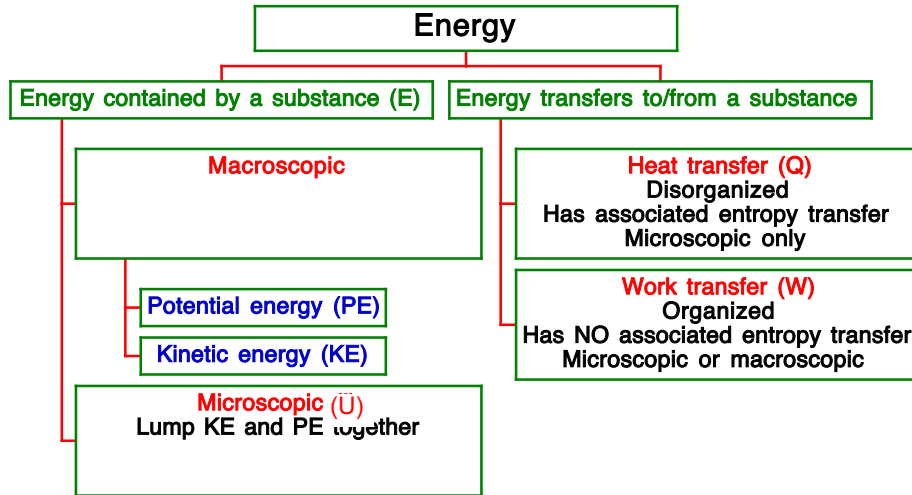 Energy
Energy contained by a substance (E)
Energy transfers to/from a substance
Macroscopic
Potential energy (PE)
Kinetic energy (KE)
Microscopic (U)
Lump KE and PE together
Heat transfer (Q)
Disorganized
Has associated entropy transfer
Microscopic only
Work transfer (W)
Organized
Has NO associated entropy transfer
Microscopic or macroscopic